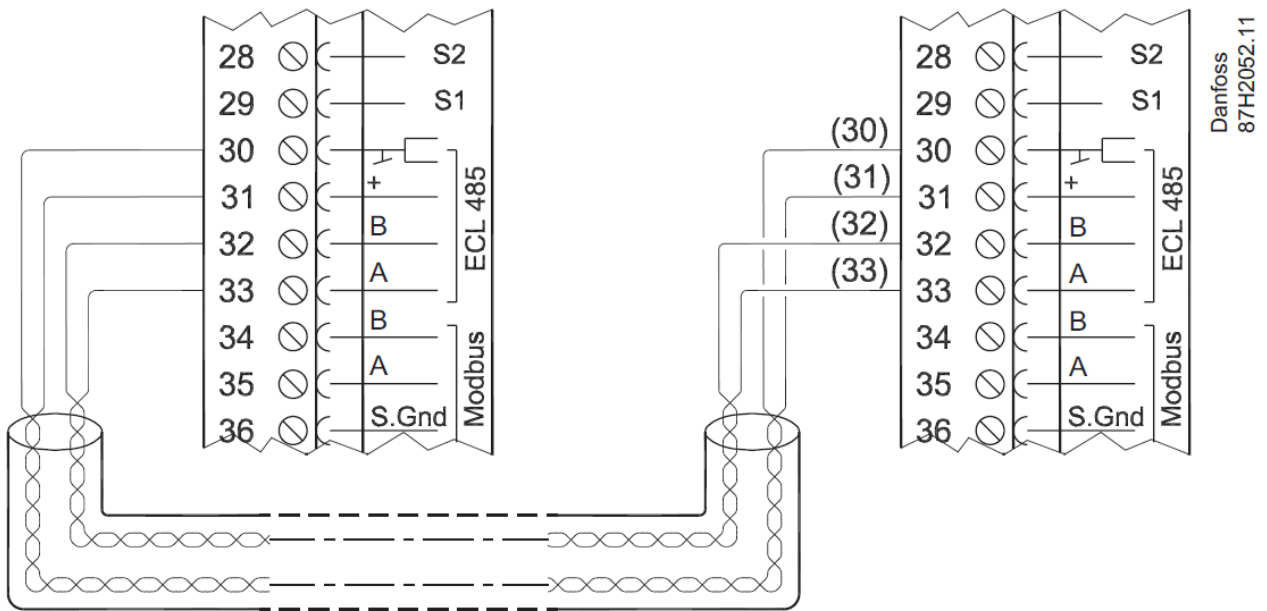 28 S2
29 S1
30
31 +
32 B
33 A
ECL 485
34 B
35 A
36 S.Gnd
Modbus
(30)
(31)
(32)
(33)
28 S2
29 S1
30
31 +
32 B
33 A
ECL 485
34 B
35 A
36 S.Gnd
Modbus
Danfoss
87H2052.11